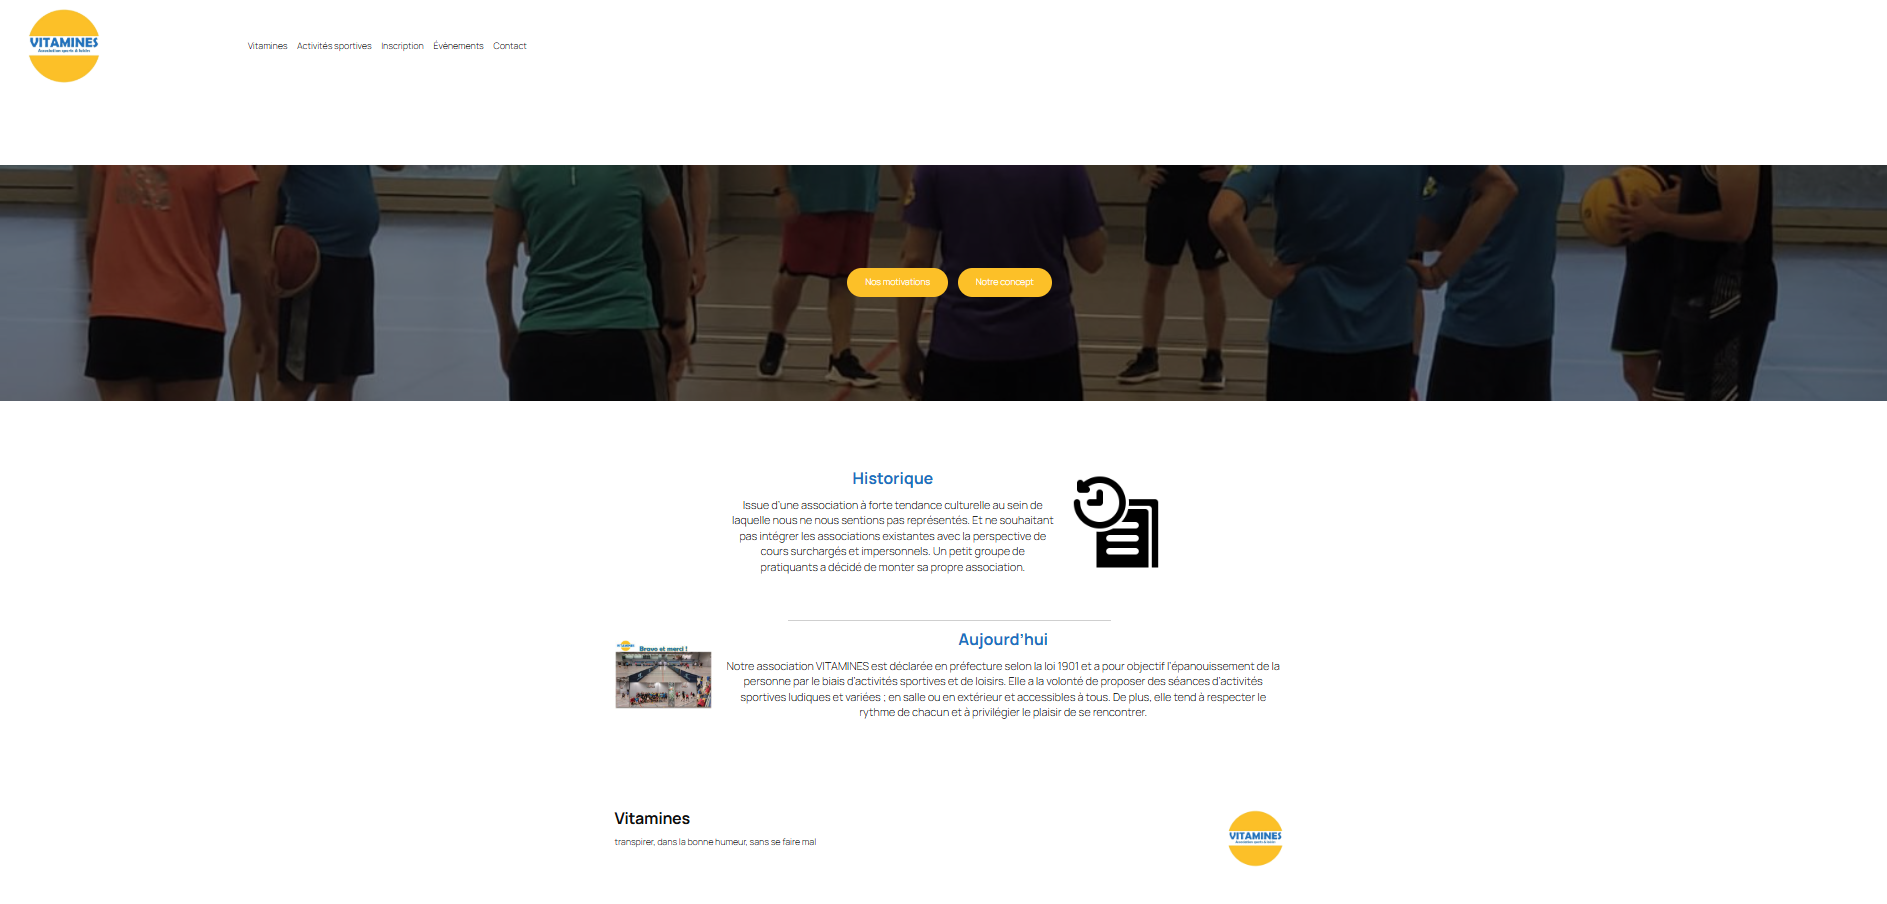 VITAMINES
Association sports & loisirs
Vitamines Activités sportives Inscription Évènements Contact
Nos motivations Notre concept
Historique
Issue d'une association à forte tendance culturelle au sein de
laquelle nous ne nous sentions pas représentés. Et ne souhaitant
pas intégrer les associations existantes avec la perspective de
cours surchargés et impersonnels. Un petit groupe de
pratiquants a décidé de monter sa propre association.
Bravo et merci !
Aujourd'hui
Notre association VITAMINES est déclarée en préfecture selon la loi 1901 et a pour objectif l'épanouissement de la
personne par le biais d'activités sportives et de loisirs. Elle a la volonté de proposer des séances d'activités
sportives ludiques et variées ; en salle ou en extérieur et accessibles à tous. De plus, elle tend à respecter le
rythme de chacun et à privilégier le plaisir de se rencontrer.
Vitamines
transpirer, dans la bonne humeur, sans se faire mal
VITAMINES
Association sports & loisirs